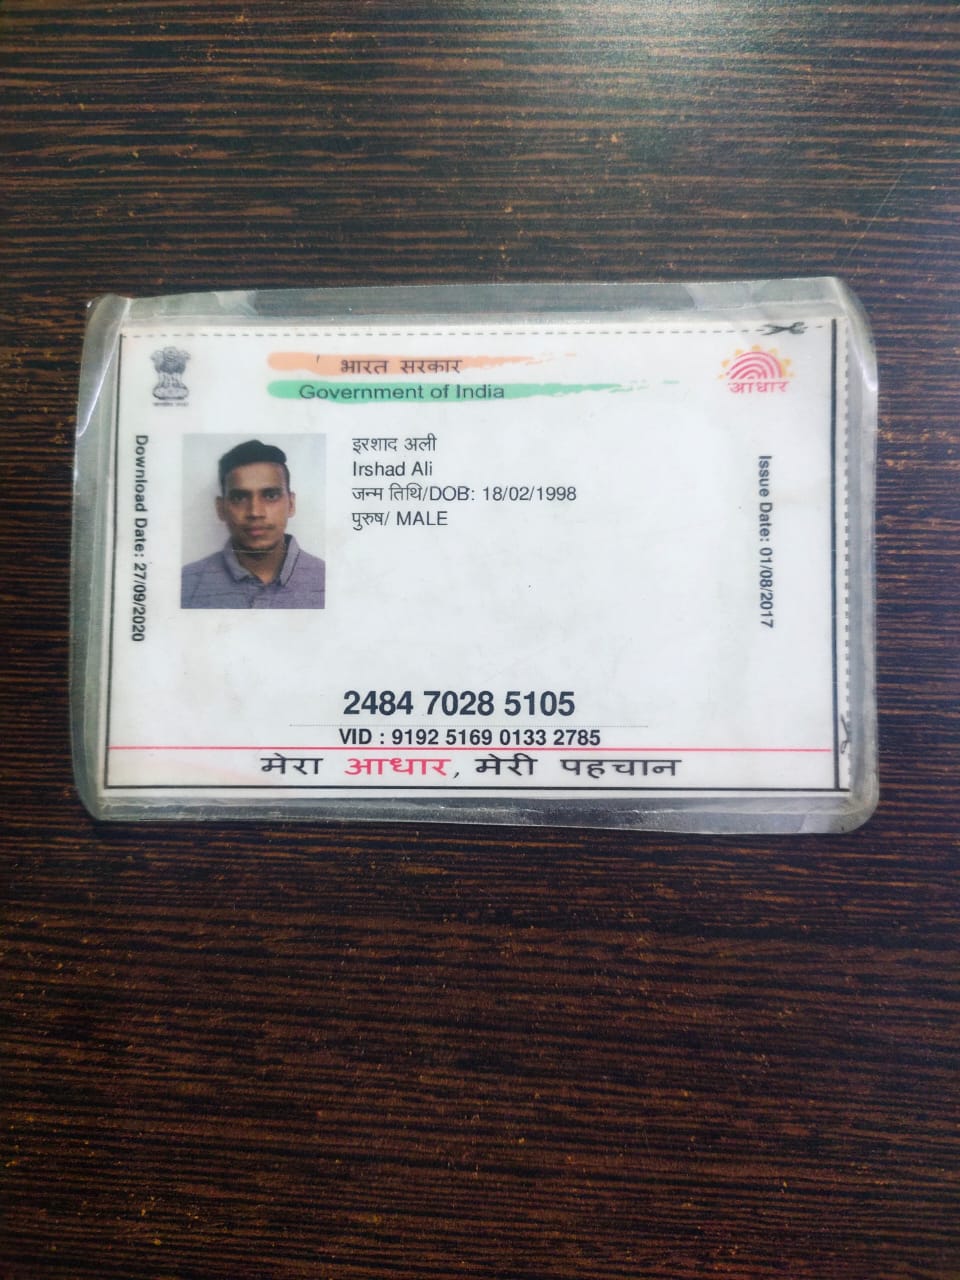 भारत सरकार
Government of India
आधार
Download Date: 27/09/2020
इरशाद अली
Irshad Ali
जन्म तिथि/DOB: 18/02/1998
पुरुष/ MALE
Issue Date: 01/08/2017
2484 7028 5105
VID : 9192 5169 0133 2785
मेरा आधार, मेरी पहचान